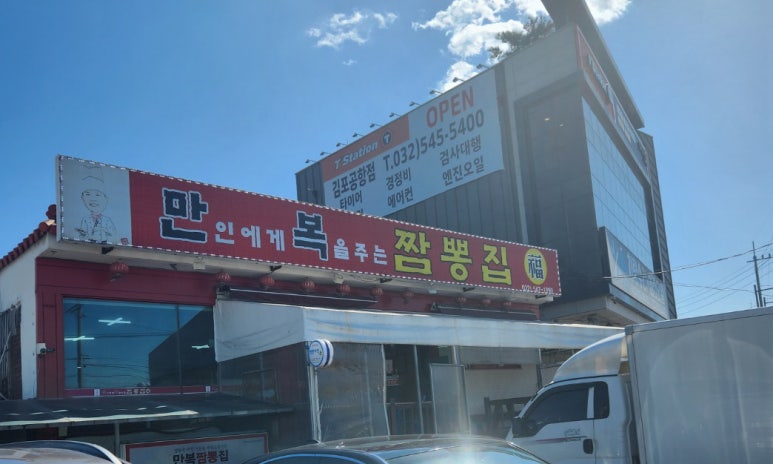 T Station T OPEN
김포공항점 T.032)545-5400
타이어 경정비 검사대행
에어컨 엔진오일
만인에게 복을주는 짬뽕집 福
만복짬뽕집